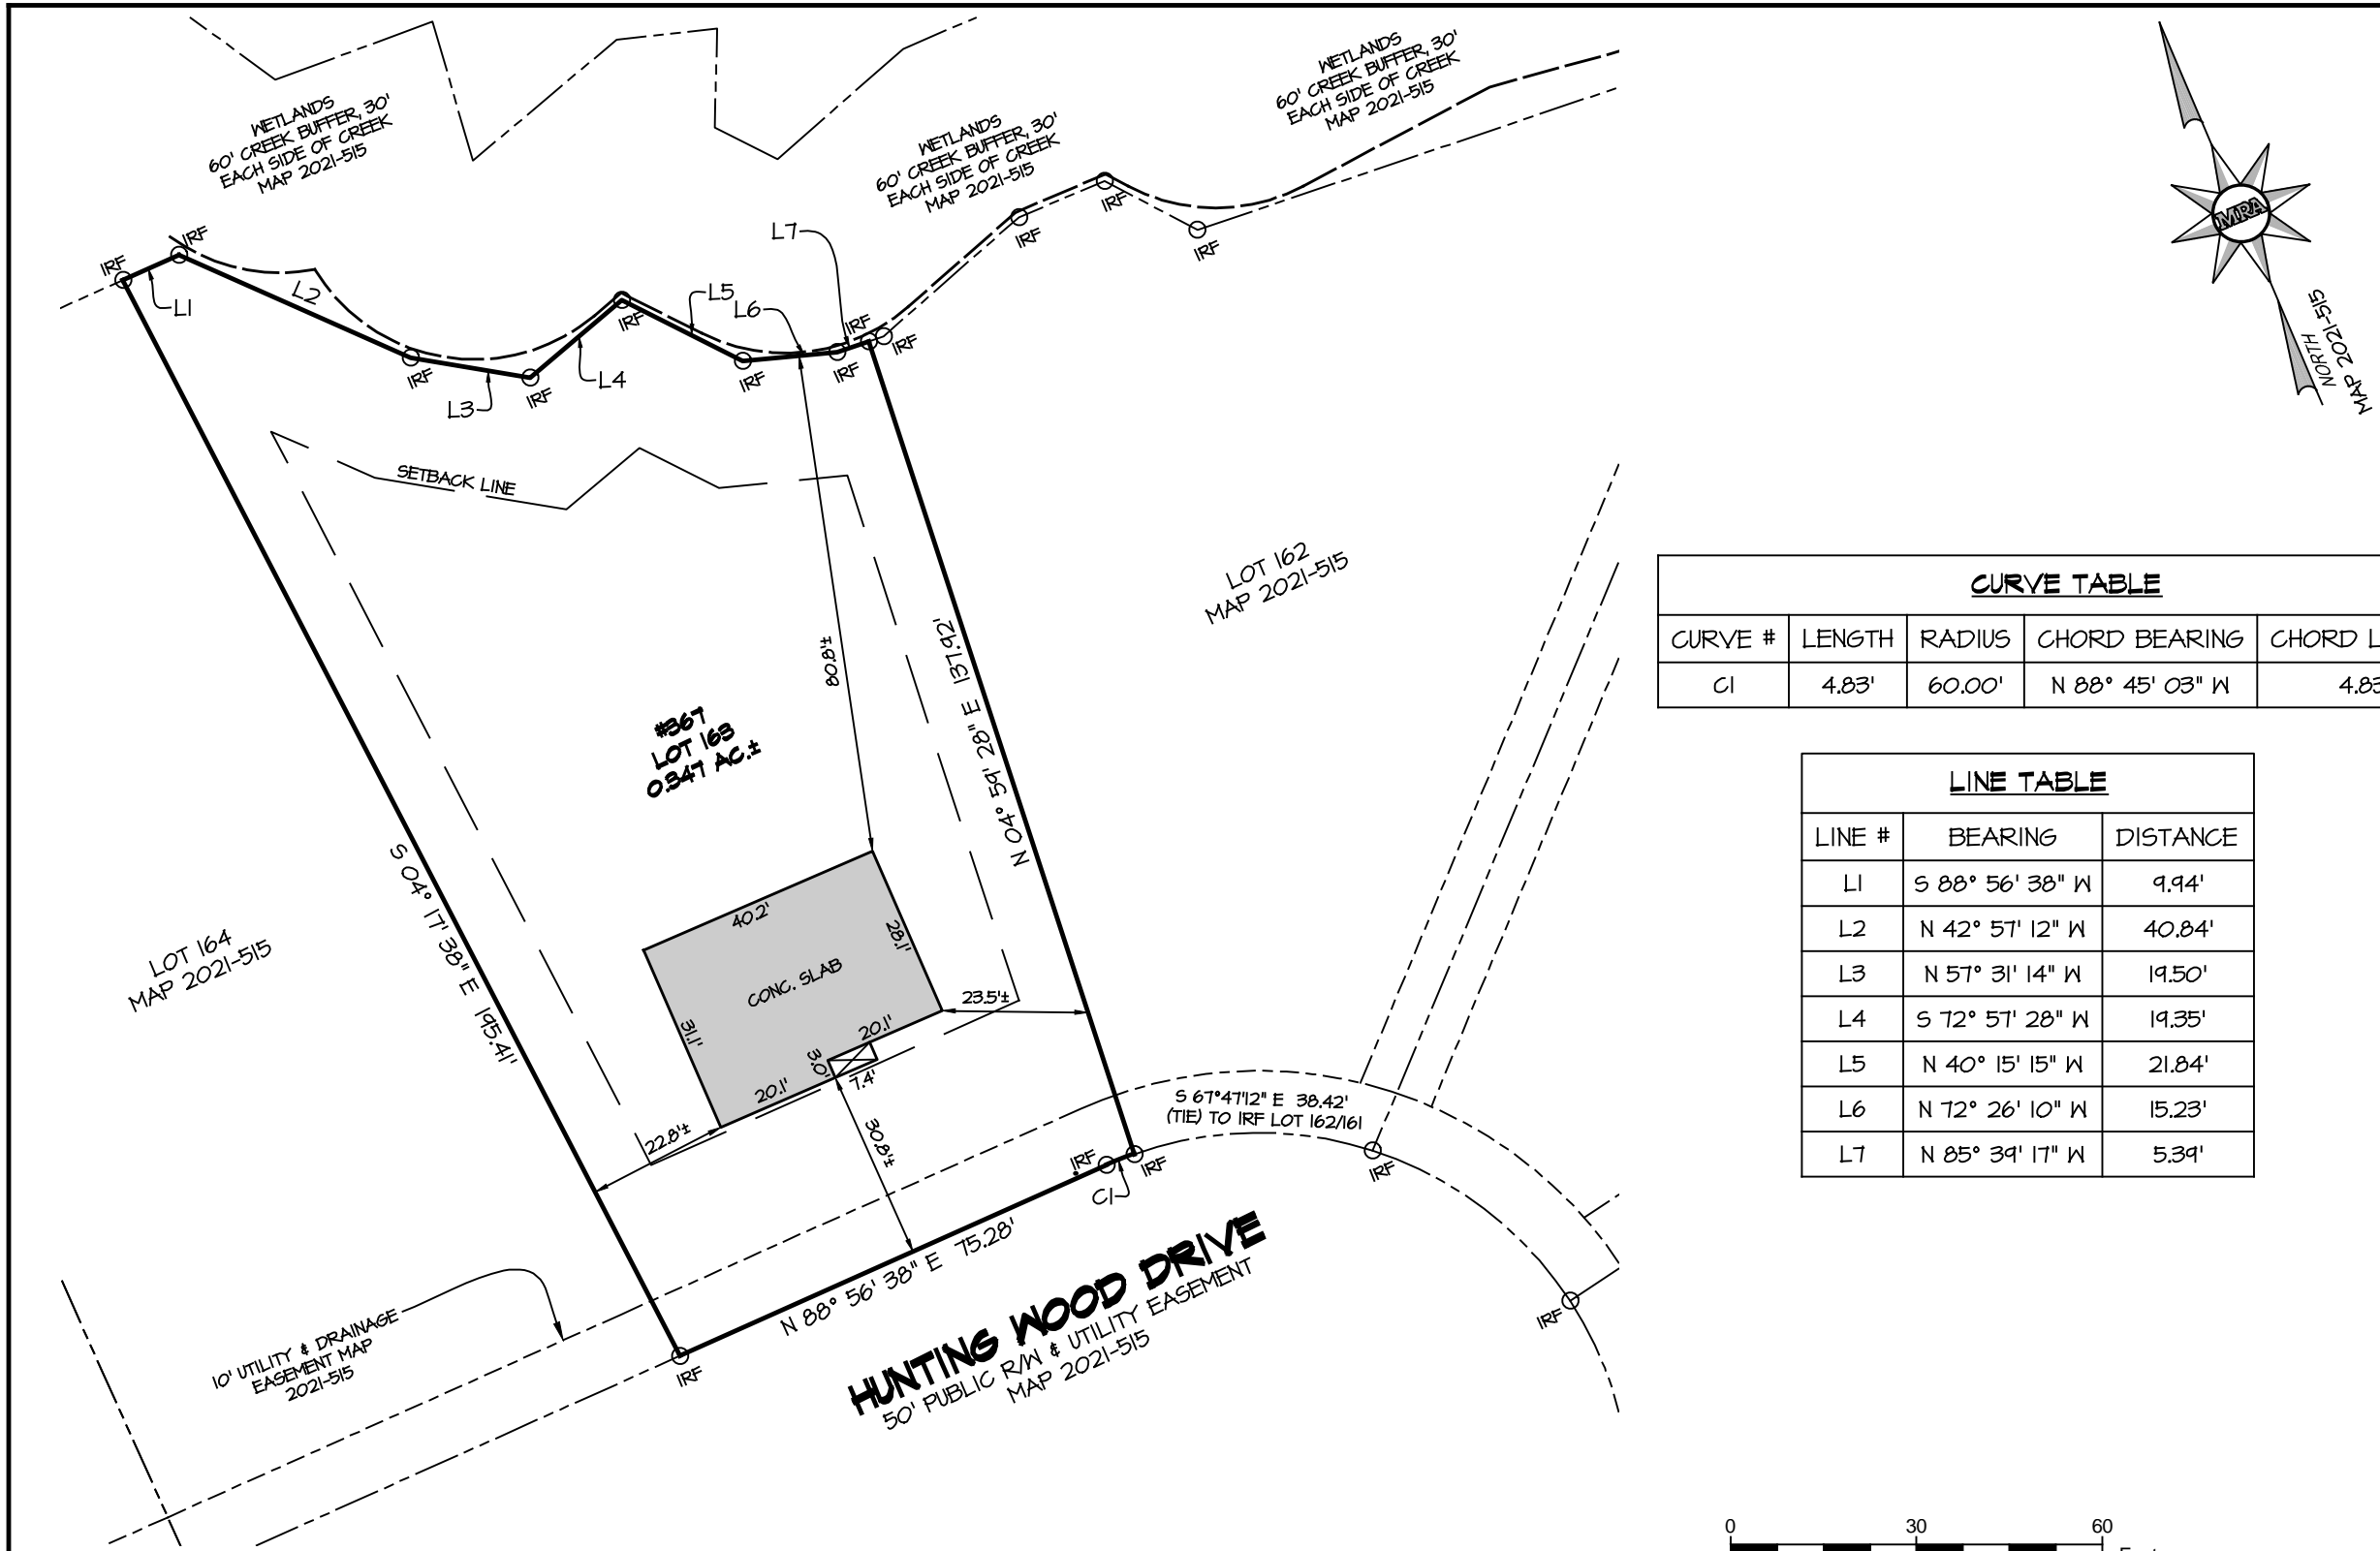 WETLANDS
60' CREEK BUFFER, 30'
EACH SIDE OF CREEK
MAP 2021-515
WETLANDS
60' CREEK BUFFER, 30'
EACH SIDE OF CREEK
MAP 2021-515
WETLANDS
60' CREEK BUFFER, 30'
EACH SIDE OF CREEK
MAP 2021-515
MRA
NORTH
MAP 2021-515
IRF
IRF
L1
L2
IRF
L3
IRF
L4
IRF
L5
L6
L7
IRF
IRF
IRF
IRF
IRF
IRF
IRF
SETBACK LINE
80.8'±
N 04° 59' 28" E 137.92'
LOT 162
MAP 2021-515
#367
LOT 163
0.347 AC.±
S 04° 17' 38" E 195.41'
LOT 164
MAP 2021-515
40.2'
28.1'
CONC. SLAB
31.1'
20.1'
3.0'
7.4'
20.1'
23.5'±
22.8'±
30.8'±
S 67°47'12" E 38.42'
(TIE) TO IRF LOT 162/161
IRF
IRF
C1
IRF
IRF
IRF
N 88° 56' 38" E 75.28'
HUNTING WOOD DRIVE
50' PUBLIC R/W & UTILITY EASEMENT
MAP 2021-515
10' UTILITY & DRAINAGE
EASEMENT MAP
2021-515
CURVE TABLE
CURVE # LENGTH RADIUS CHORD BEARING CHORD L
C1 4.83' 60.00' N 88° 45' 03" W 4.83
LINE TABLE
LINE # BEARING DISTANCE
L1 S 88° 56' 38" W 9.94'
L2 N 42° 57' 12" W 40.84'
L3 N 57° 31' 14" W 19.50'
L4 S 72° 57' 28" W 19.35'
L5 N 40° 15' 15" W 21.84'
L6 N 72° 26' 10" W 15.23'
L7 N 85° 39' 17" W 5.39'
0 30 60